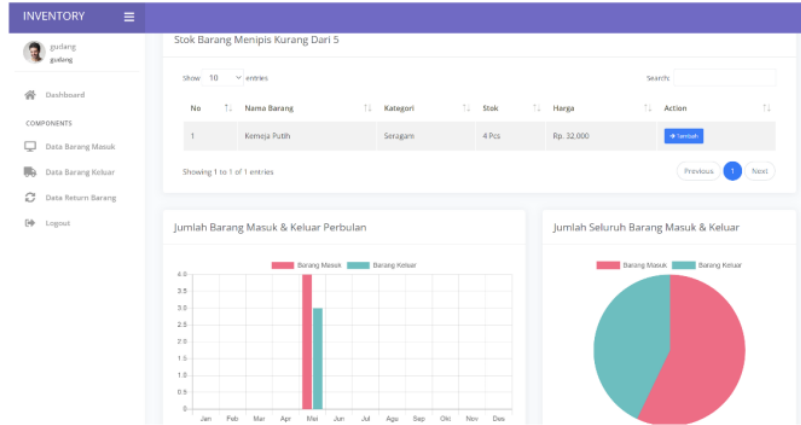 INVENTORY
gudang
gudang
Dashboard
COMPONENTS
Data Barang Masuk
Data Barang Keluar
Data Return Barang
Logout
Stok Barang Menipis Kurang Dari 5
Show 10 entries
Search:
No Nama Barang Kategori Stok Harga Action
1 Kemeja Putih Seragam 4 Pcs Rp. 32,000 + Tambah
Showing 1 to 1 of 1 entries
Previous 1 Next
Jumlah Barang Masuk & Keluar Perbulan
Barang Masuk Barang Keluar
4.0
3.5
3.0
2.5
2.0
1.5
1.0
0.5
0
Jan Feb Mar Apr Mei Jun Jul Agu Sep Okt Nov Des
Jumlah Seluruh Barang Masuk & Keluar
Barang Masuk Barang Keluar